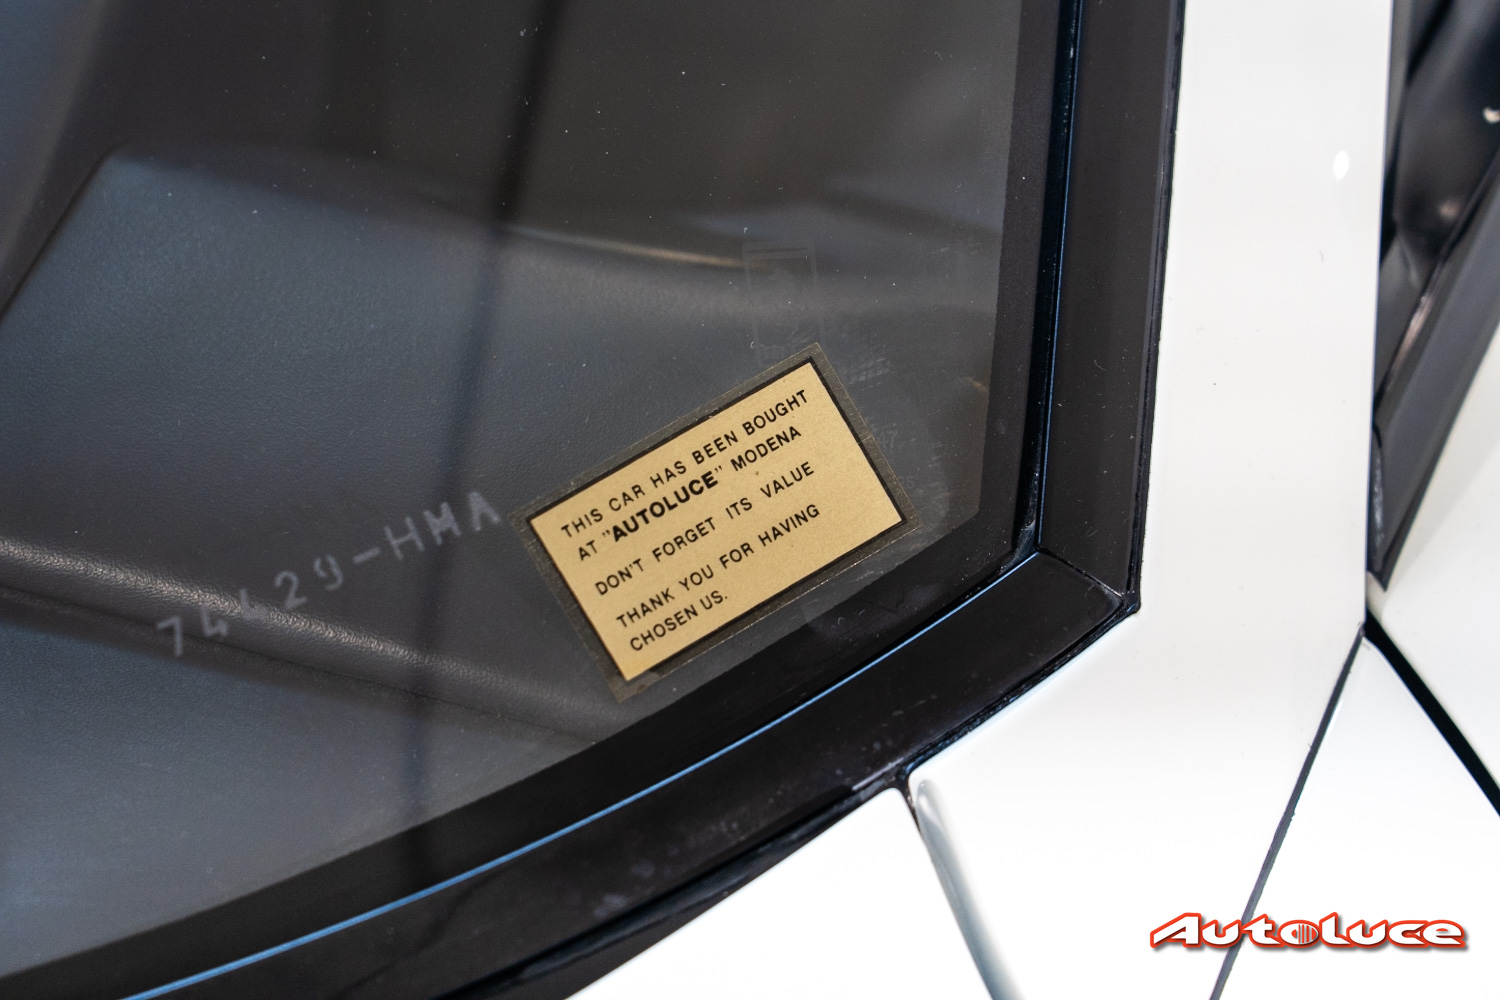 THIS CAR HAS BEEN BOUGHT
AT "AUTOLUCE" MODENA
DON'T FORGET ITS VALUE
THANK YOU FOR HAVING
CHOSEN US.
74429-HMA
Autoluce